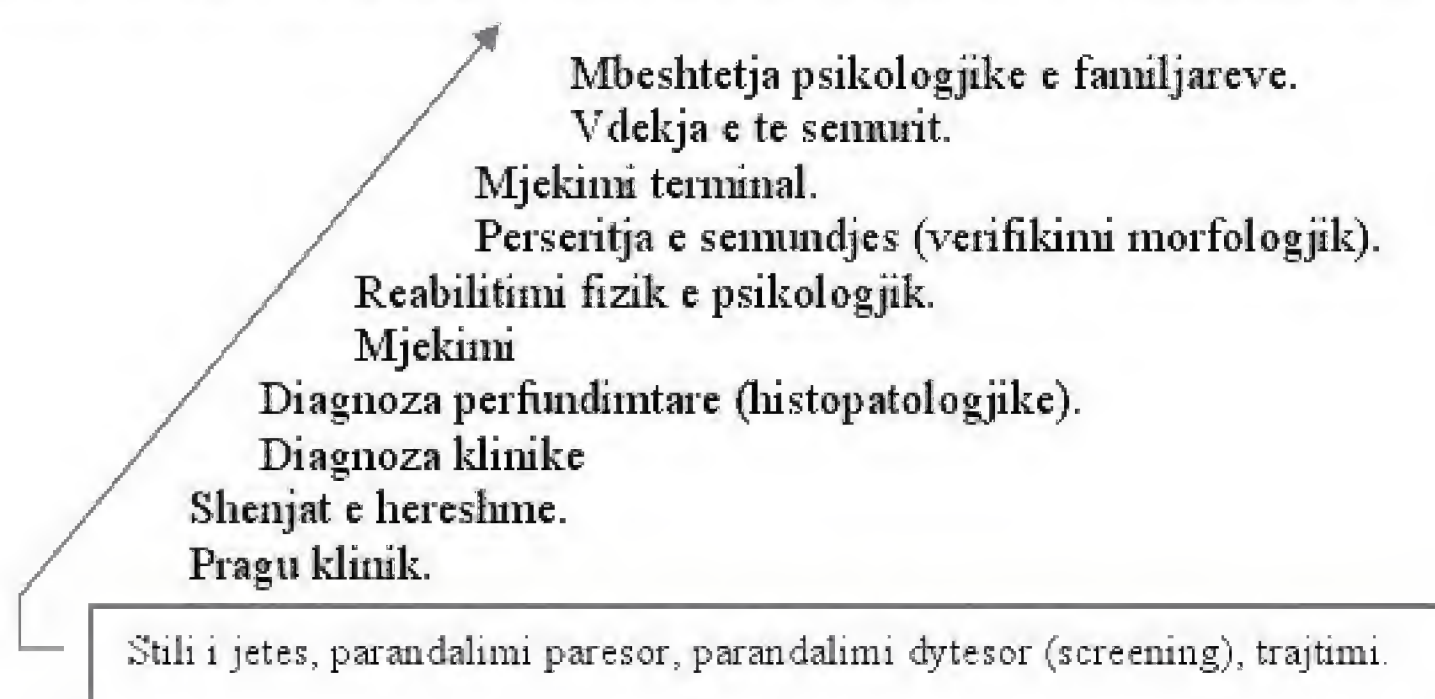 Mbeshtetja psikologjike e familjareve.
Vdekja e te semurit.
Mjekimi terminal.
Perseritja e semundjes (verifikimi morfologjik).
Reabilitimi fizik e psikologjik.
Mjekimi
Diagnoza perfundimtare (histopatologjike).
Diagnoza klinike
Shenjat e hereshme.
Pragu klinik.
Stili i jetes, parandalimi paresor, parandalimi dytesor (screening), trajtimi.